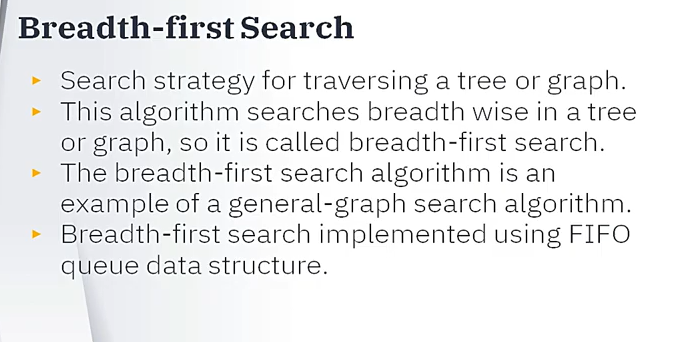 Breadth-first Search
Search strategy for traversing a tree or graph.
This algorithm searches breadth wise in a tree
or graph, so it is called breadth-first search.
The breadth-first search algorithm is an
example of a general-graph search algorithm.
Breadth-first search implemented using FIFO
queue data structure.